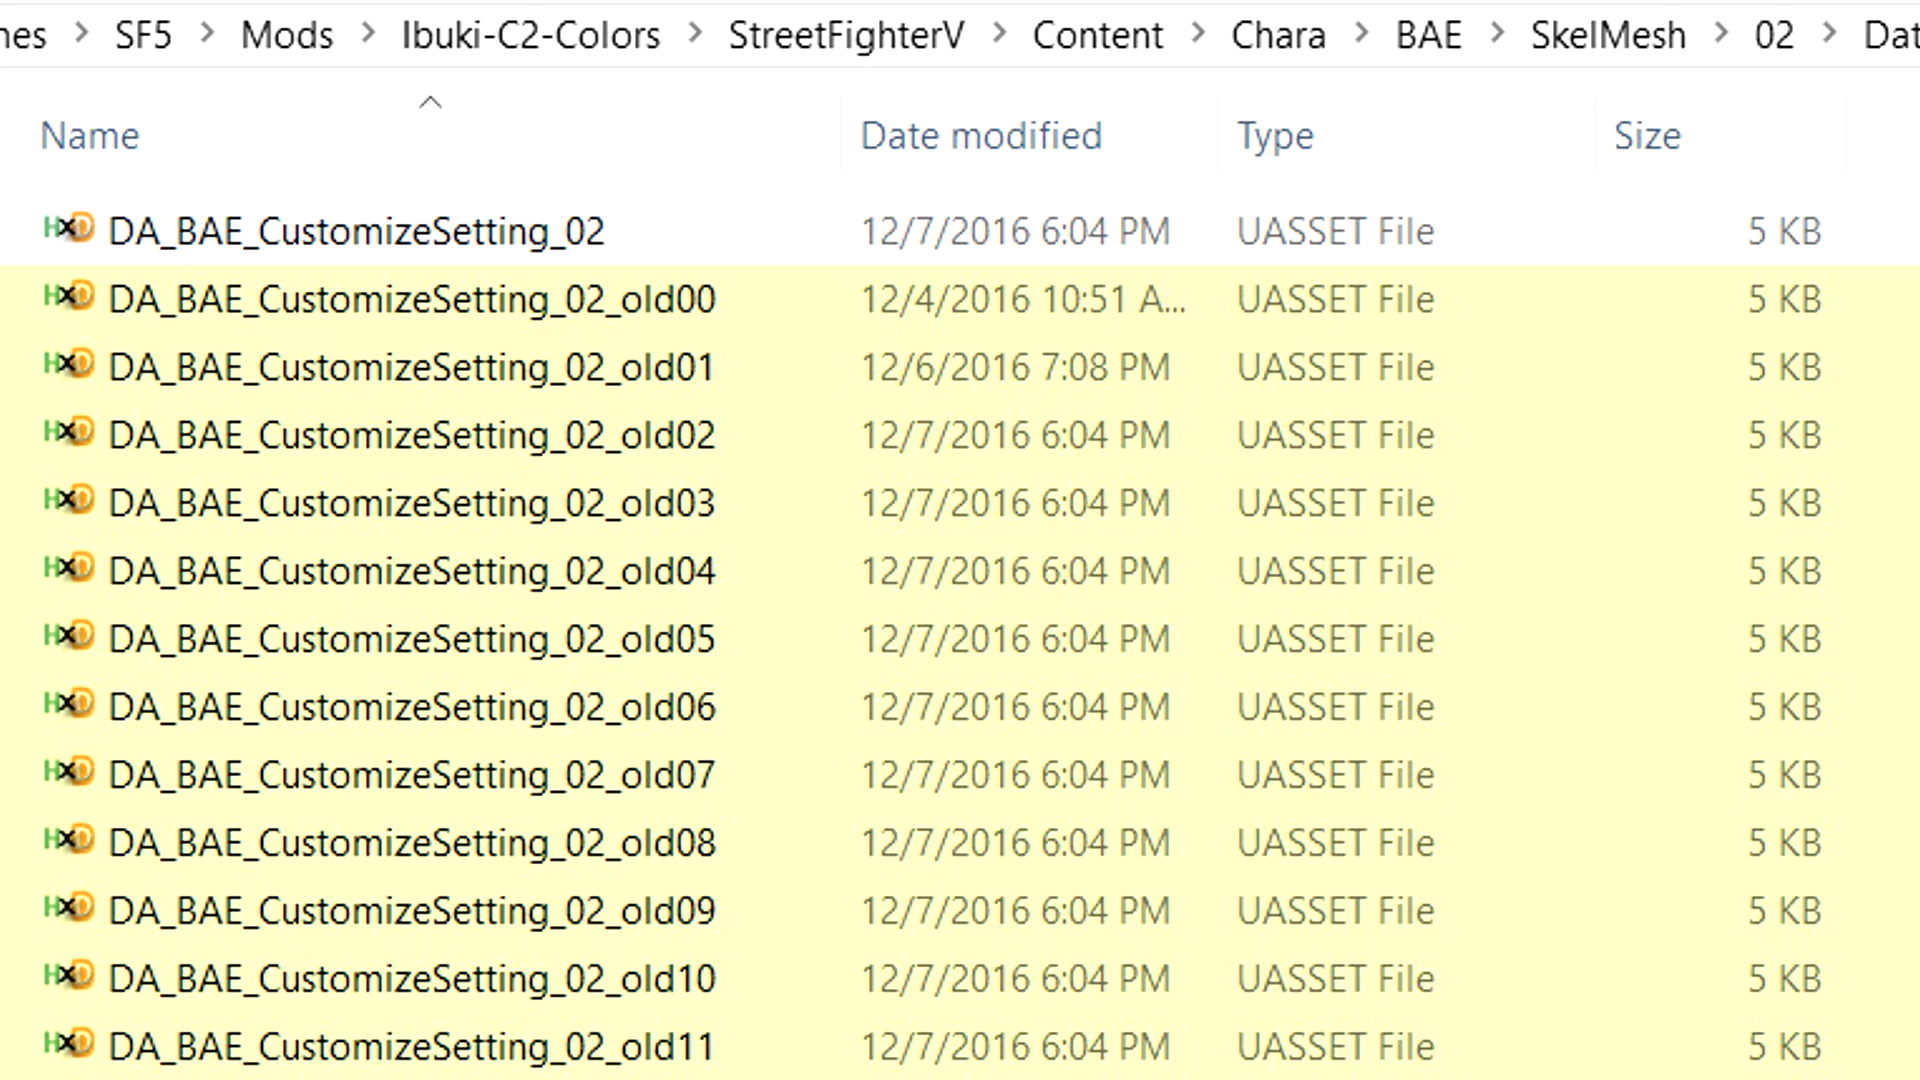 SF5 > Mods > Ibuki-C2-Colors > StreetFighterV > Content > Chara > BAE > SkelMesh > 02 >
Name Date modified Type Size
DA_BAE_CustomizeSetting_02 12/7/2016 6:04 PM UASSET File 5 KB
DA_BAE_CustomizeSetting_02_old00 12/4/2016 10:51 A... UASSET File 5 KB
DA_BAE_CustomizeSetting_02_old01 12/6/2016 7:08 PM UASSET File 5 KB
DA_BAE_CustomizeSetting_02_old02 12/7/2016 6:04 PM UASSET File 5 KB
DA_BAE_CustomizeSetting_02_old03 12/7/2016 6:04 PM UASSET File 5 KB
DA_BAE_CustomizeSetting_02_old04 12/7/2016 6:04 PM UASSET File 5 KB
DA_BAE_CustomizeSetting_02_old05 12/7/2016 6:04 PM UASSET File 5 KB
DA_BAE_CustomizeSetting_02_old06 12/7/2016 6:04 PM UASSET File 5 KB
DA_BAE_CustomizeSetting_02_old07 12/7/2016 6:04 PM UASSET File 5 KB
DA_BAE_CustomizeSetting_02_old08 12/7/2016 6:04 PM UASSET File 5 KB
DA_BAE_CustomizeSetting_02_old09 12/7/2016 6:04 PM UASSET File 5 KB
DA_BAE_CustomizeSetting_02_old10 12/7/2016 6:04 PM UASSET File 5 KB
DA_BAE_CustomizeSetting_02_old11 12/7/2016 6:04 PM UASSET File 5 KB